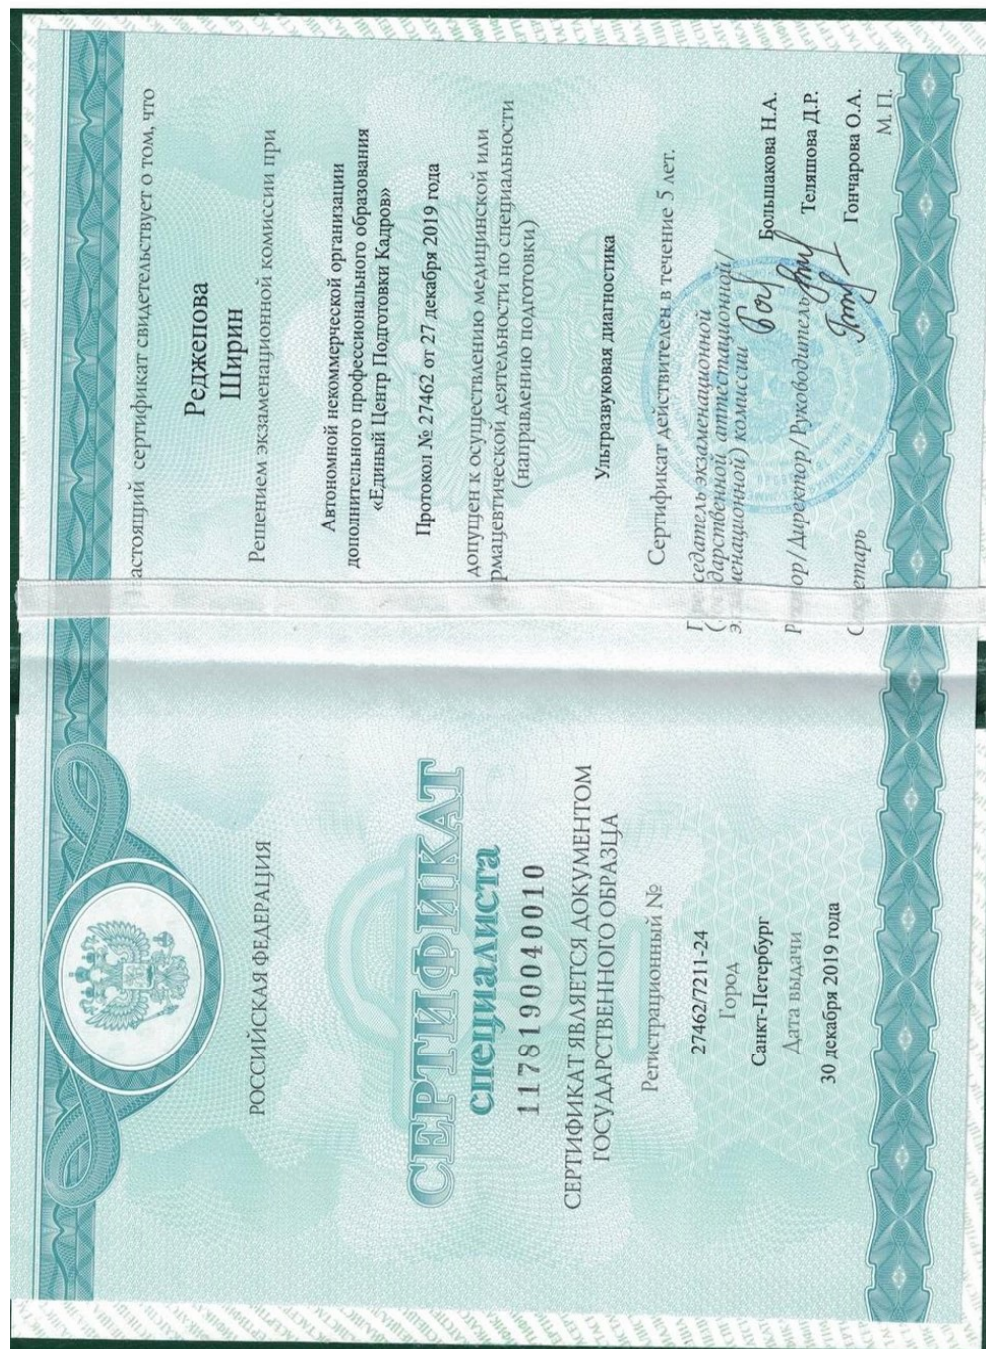 РОССИЙСКАЯ ФЕДЕРАЦИЯ
СЕРТИФИКАТ
специалиста
1178190040010
СЕРТИФИКАТ ЯВЛЯЕТСЯ ДОКУМЕНТОМ
ГОСУДАРСТВЕННОГО ОБРАЗЦА
Регистрационный №
27462/7211-24
Город
Санкт-Петербург
Дата выдачи
30 декабря 2019 года
астоящий сертификат свидетельствует о том, что
Реджепова
Ширин
Решением экзаменационной комиссии при
Автономной некоммерческой организации
дополнительного профессионального образования
«Единый Центр Подготовки Кадров»
Протокол № 27462 от 27 декабря 2019 года
допущен к осуществлению медицинской или
рмацевтической деятельности по специальности
(направлению подготовки)
Ультразвуковая диагностика
Сертификат действителен в течение 5 лет.
седатель экзаменационной
дарственной аттестационной/
енационной) комиссии Большакова Н.А.
ор/Директор/Руководитель Теляшова Д.Р.
етарь Гончарова О.А.
М.П.